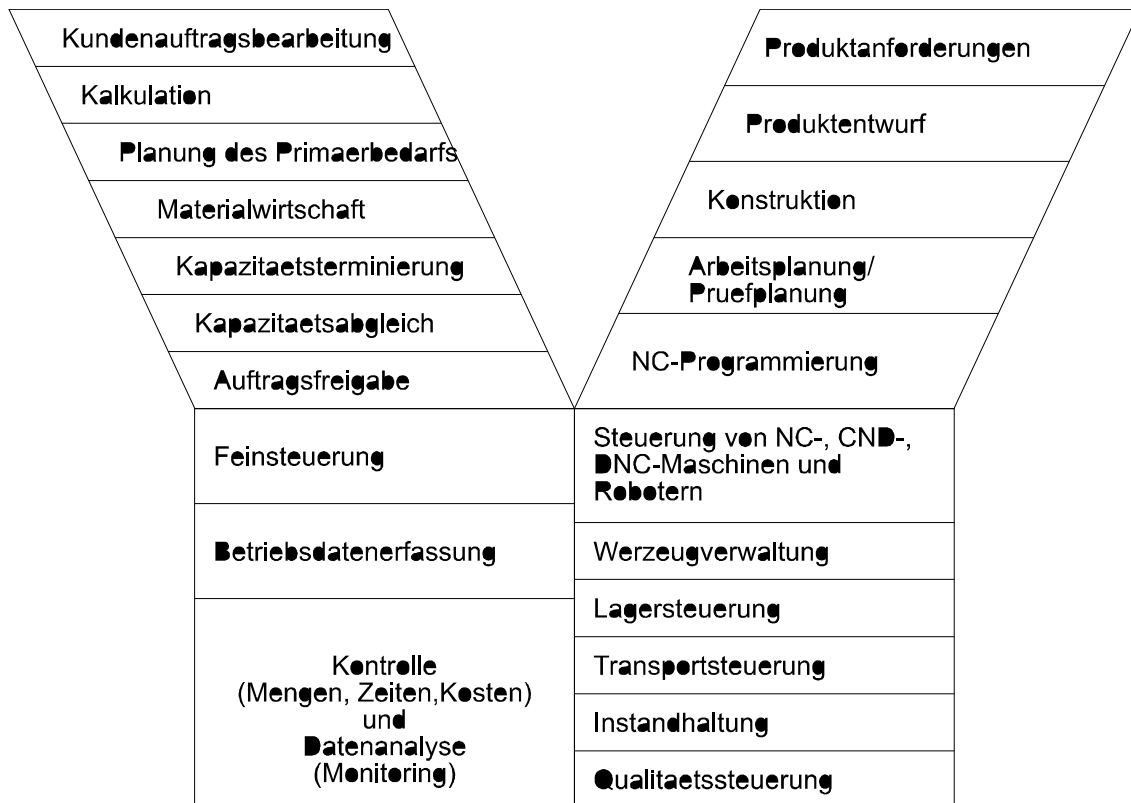 Kundenauftragsbearbeitung
Kalkulation
Planung des Primaerbedarfs
Materialwirtschaft
Kapazitaetsterminierung
Kapazitaetsabgleich
Auftragsfreigabe
Feinsteuerung
Betriebsdatenerfassung
Kontrolle
(Mengen, Zeiten,Kosten)
und
Datenanalyse
(Monitoring)
Produktanforderungen
Produktentwurf
Konstruktion
Arbeitsplanung/
Pruefplanung
NC-Programmierung
Steuerung von NC-, CND-,
DNC-Maschinen und
Robotern
Werzeugverwaltung
Lagersteuerung
Transportsteuerung
Instandhaltung
Qualitaetssteuerung